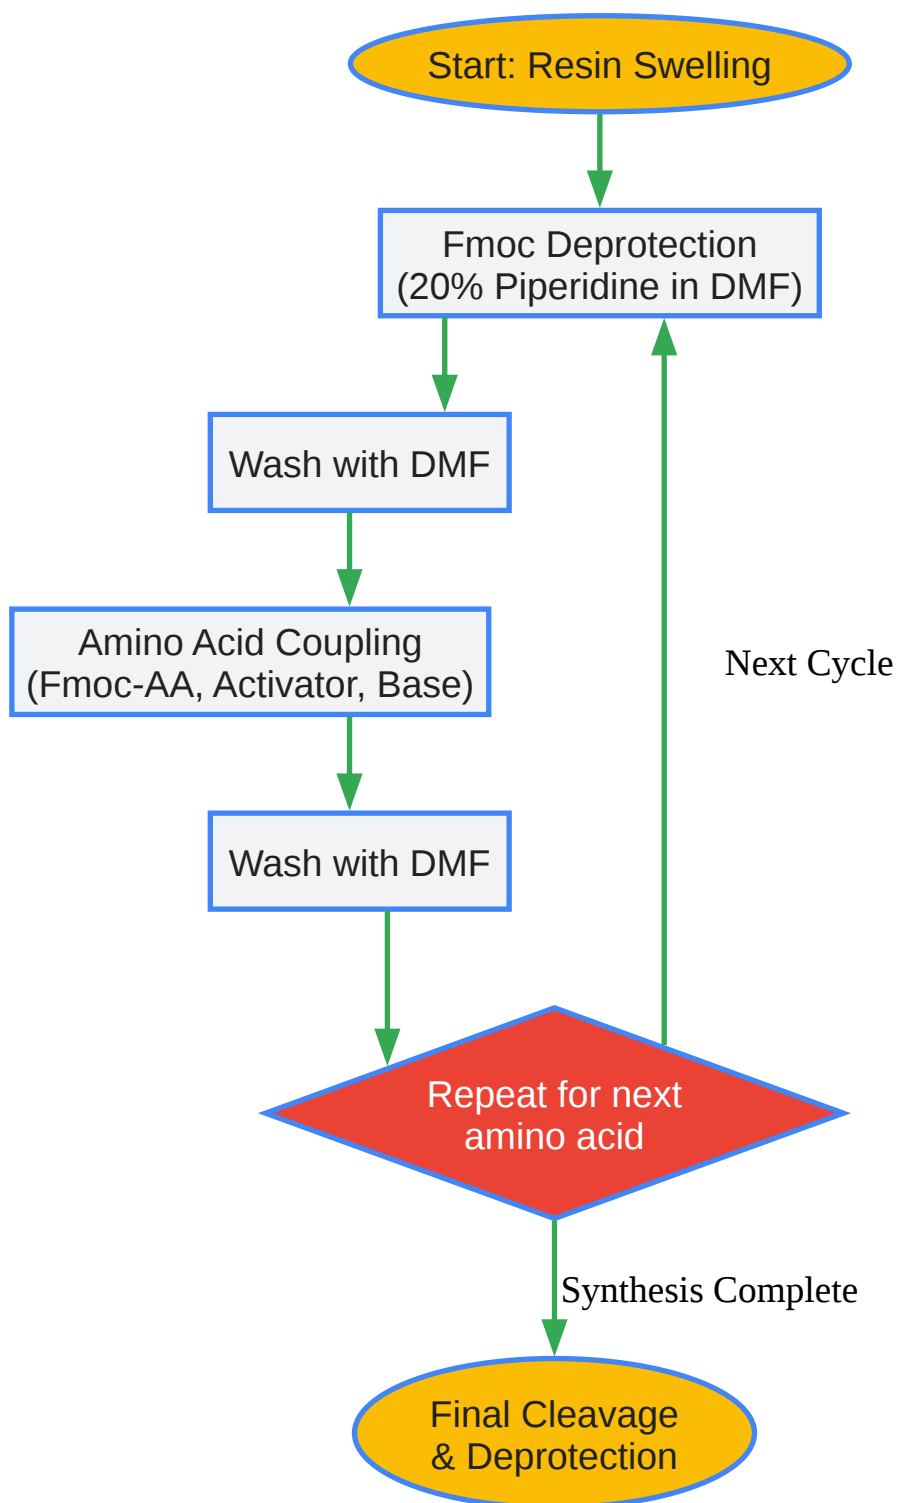 Start: Resin Swelling
Fmoc Deprotection
(20% Piperidine in DMF)
Wash with DMF
Amino Acid Coupling
(Fmoc-AA, Activator, Base)
Next Cycle
Wash with DMF
Repeat for next
amino acid
Synthesis Complete
Final Cleavage
& Deprotection